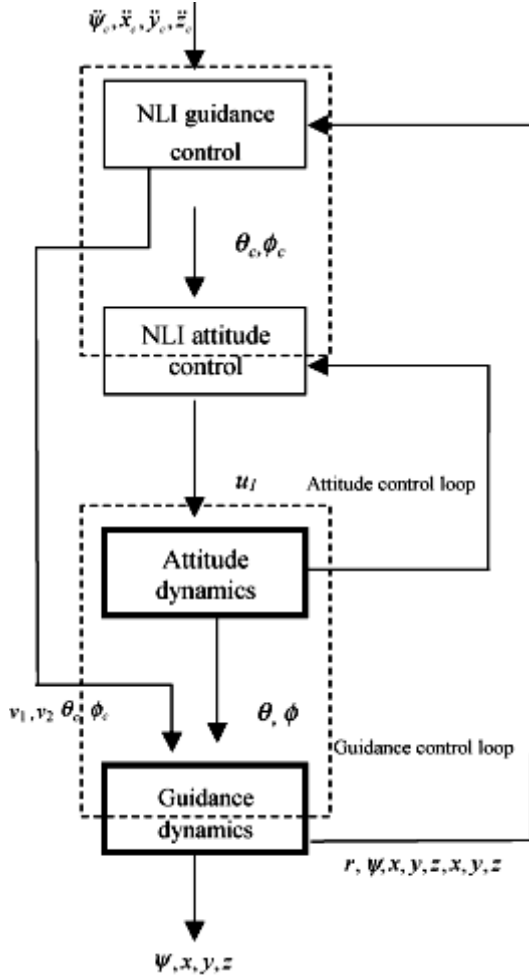 ψ̈c, ẍc, ÿc, z̈c
NLI guidance
control
θc, ϕc
NLI attitude
control
uI
Attitude control loop
Attitude
dynamics
v1, v2 θc, ϕc
θ, ϕ
Guidance control loop
Guidance
dynamics
r, ψ, x, y, z, x, y, z
ψ, x, y, z